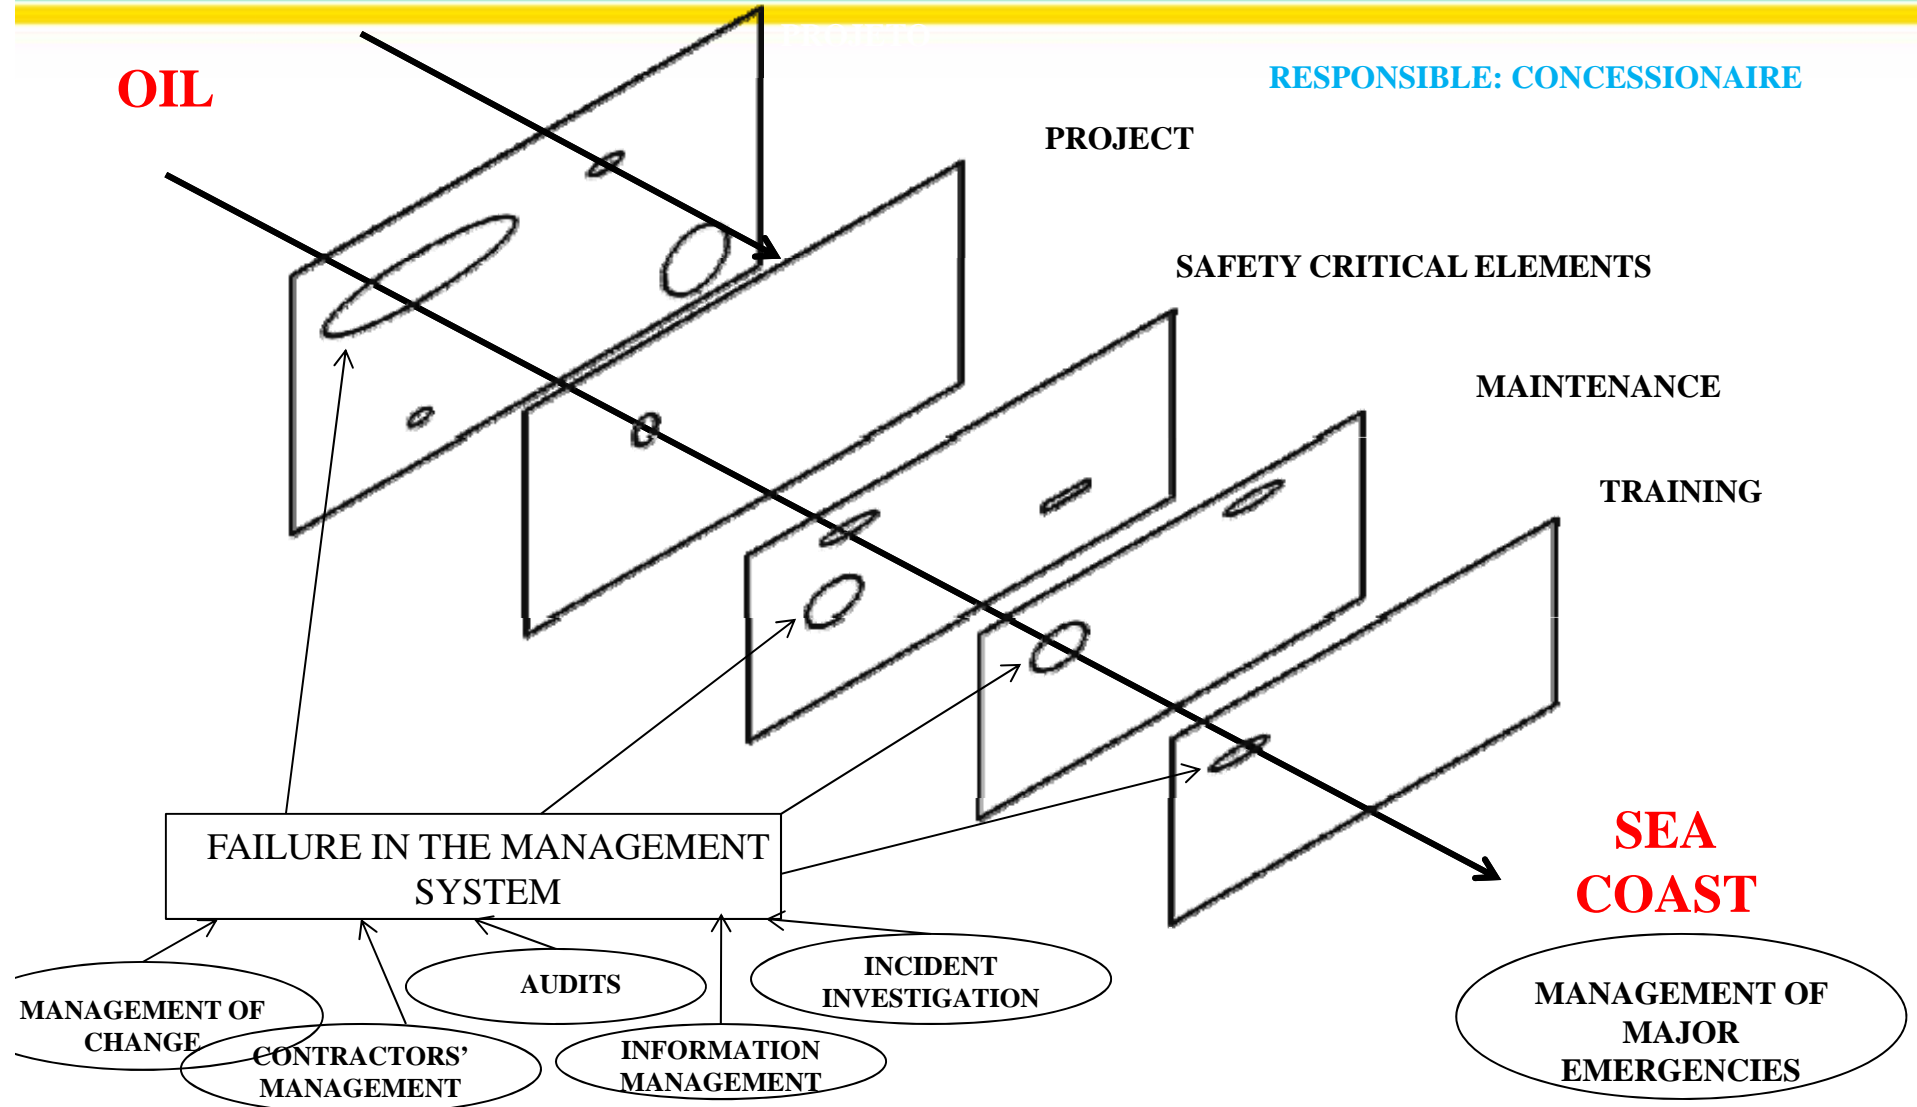 OIL
RESPONSIBLE: CONCESSIONAIRE
PROJECT
SAFETY CRITICAL ELEMENTS
MAINTENANCE
TRAINING
FAILURE IN THE MANAGEMENT
SYSTEM
SEA
COAST
MANAGEMENT OF
CHANGE
CONTRACTORS’
MANAGEMENT
AUDITS
INFORMATION
MANAGEMENT
INCIDENT
INVESTIGATION
MANAGEMENT OF
MAJOR
EMERGENCIES